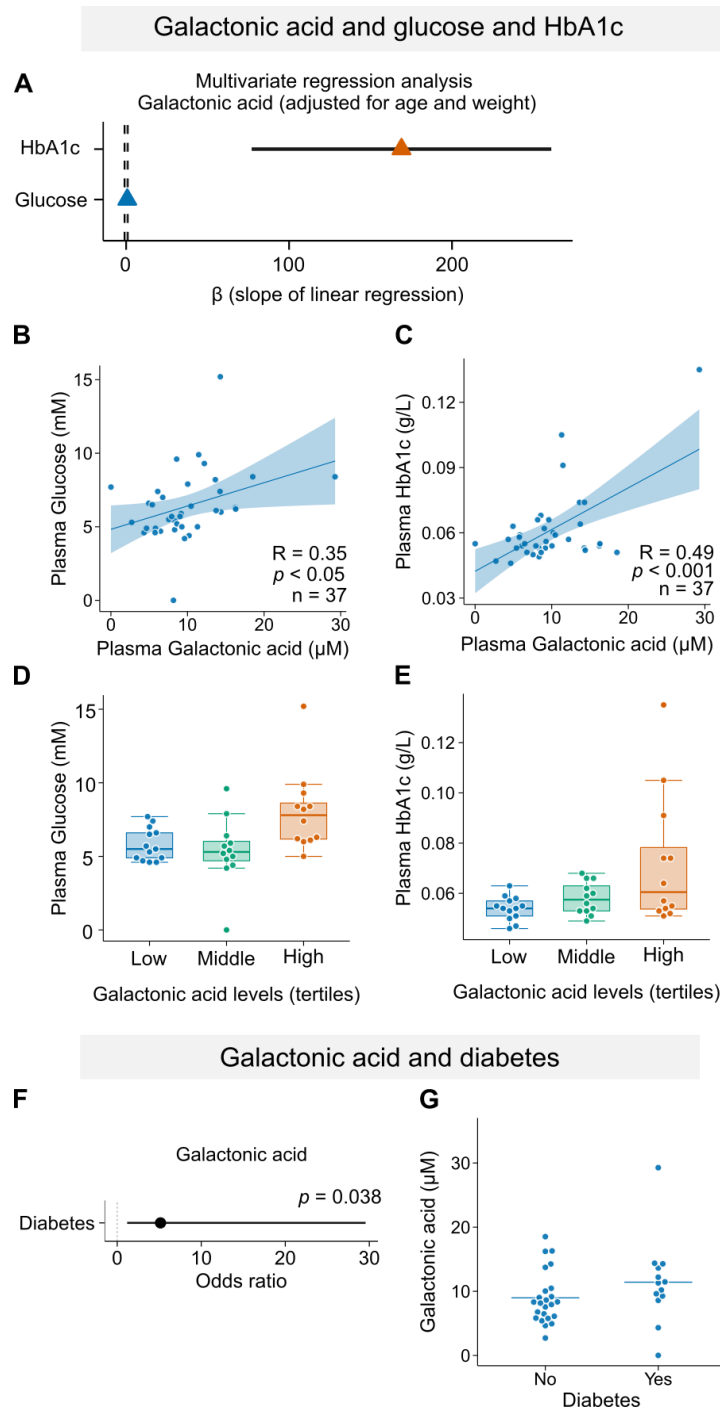 Galactonic acid and glucose and HbA1c
A
Multivariate regression analysis
Galactonic acid (adjusted for age and weight)
HbA1c
Glucose
0 100 200
β (slope of linear regression)
B
Plasma Glucose (mM)
15
10
5
0
R = 0.35
p < 0.05
n = 37
0 10 20 30
Plasma Galactonic acid (µM)
C
Plasma HbA1c (g/L)
0.12
0.09
0.06
0.03
R = 0.49
p < 0.001
n = 37
0 10 20 30
Plasma Galactonic acid (µM)
D
Plasma Glucose (mM)
15
10
5
0
Low Middle High
Galactonic acid levels (tertiles)
E
Plasma HbA1c (g/L)
0.12
0.10
0.08
0.06
Low Middle High
Galactonic acid levels (tertiles)
Galactonic acid and diabetes
F
Galactonic acid
p = 0.038
Diabetes
0 10 20 30
Odds ratio
G
Galactonic acid (µM)
30
20
10
0
No Yes
Diabetes